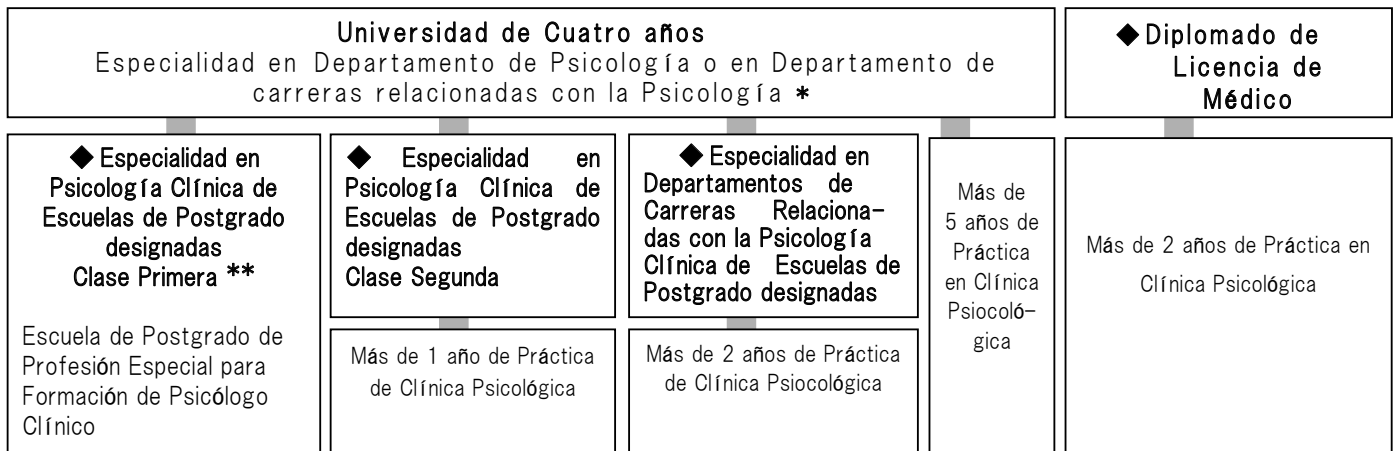 Universidad de Cuatro años
Especialidad en Departamento de Psicología o en Departamento de
carreras relacionadas con la Psicología *
◆Diplomado de
Licencia de
Médico
◆Especialidad en
Psicología Clínica de
Escuelas de Postgrado
designadas
Clase Primera **
Escuela de Postgrado de
Profesión Especial para
Formación de Psicólogo
Clínico
◆ Especialidad en
Psicología Clínica de
Escuelas de Postgrado
designadas
Clase Segunda
Más de 1 año de Práctica
de Clínica Psicológica
◆Especialidad en
Departamentos de
Carreras Relaciona-
das con la Psicología
Clínica de Escuelas de
Postgrado designadas
Más de 2 años de Práctica
de Clínica Psiocológica
Más de
5 años de
Práctica
en Clínica
Psiocoló-
gica
Más de 2 años de Práctica en
Clínica Psicológica